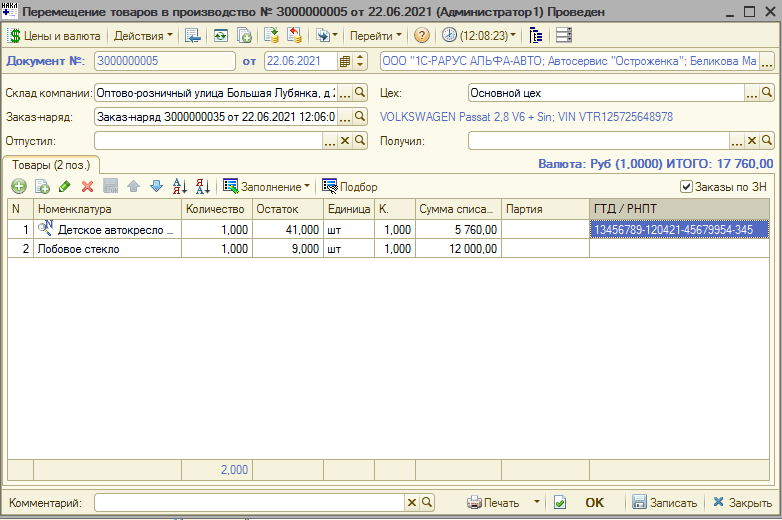 Перемещение товаров в производство № 3000000005 от 22.06.2021 (Администратор1) Проведен
Цены и валюта Действия Перейти (12:08:23)
Документ №: 3000000005 от 22.06.2021 ООО "1С-РАРУС АЛЬФА-АВТО; Автосервис "Остроженка"; Беликова Ма ...
Склад компании: Оптово-розничный улица Большая Лубянка, д 2 ... Цех: Основной цех ...
Заказ-наряд: Заказ-наряд 3000000035 от 22.06.2021 12:06:0 ... VOLKSWAGEN Passat 2,8 V6 + Sin; VIN VTR125725648978
Отпустил: ... Получил: ...
Товары (2 поз.) Валюта: Руб (1,0000) ИТОГО: 17 760,00
Заполнение Подбор Заказы по ЗН
N Номенклатура Количество Остаток Единица К. Сумма списа... Партия ГТД / РНПТ
1 Детское автокресло ... 1,000 41,000 шт 1,000 5 760,00 13456789-120421-45679954-345
2 Лобовое стекло 1,000 9,000 шт 1,000 12 000,00
2,000
Комментарий: Печать OK Записать Закрыть